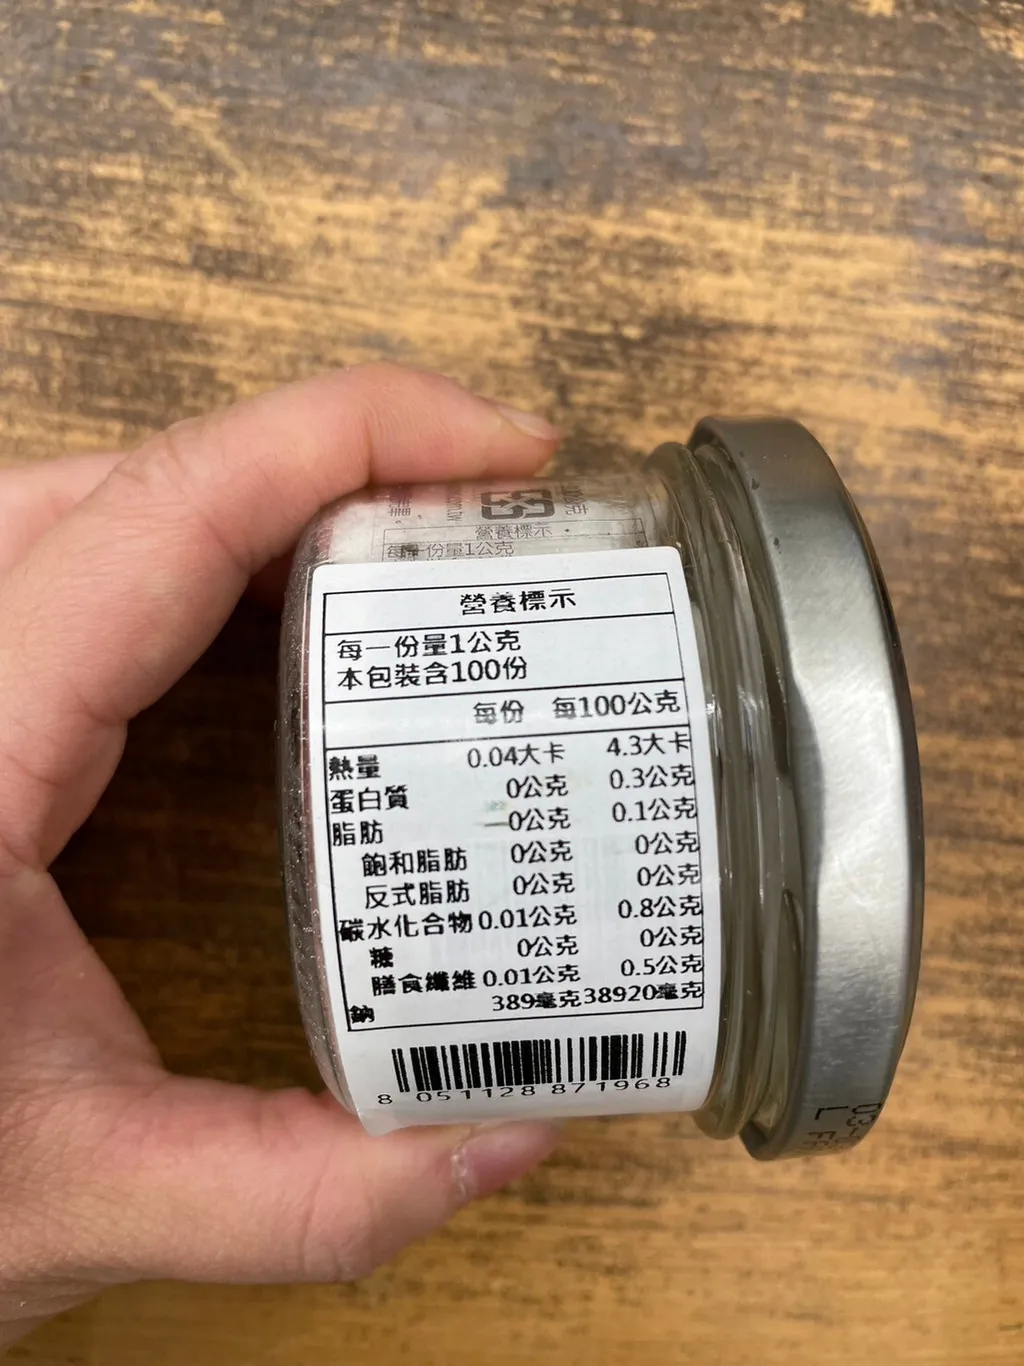 100公克
營養標示
每一份量1公克
營養標示
每一份量1公克
本包裝含100份
每份 每100公克
熱量 0.04大卡 4.3大卡
蛋白質 0公克 0.3公克
脂肪 0公克 0.1公克
飽和脂肪 0公克 0公克
反式脂肪 0公克 0公克
碳水化合物 0.01公克 0.8公克
糖 0公克 0公克
膳食纖維 0.01公克 0.5公克
鈉 389毫克 38920毫克
8 051128 871968